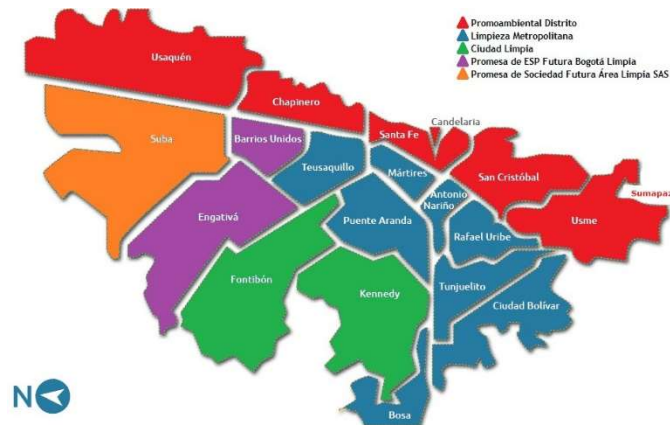 Promoambiental Distrito
Limpieza Metropolitana
Ciudad Limpia
Promesa de ESP Futura Bogotá Limpia
Promesa de Sociedad Futura Área Limpia SAS
Usaquén
Chapinero
Candelaria
Santa Fe
Suba
Barrios Unidos
Teusaquillo
Mártires
San Cristóbal
Sumapaz
Antonio
Nariño
Engativá
Puente Aranda
Usme
Rafael Uribe
Fontibón
Kennedy
Tunjuelito
Ciudad Bolívar
N
Bosa